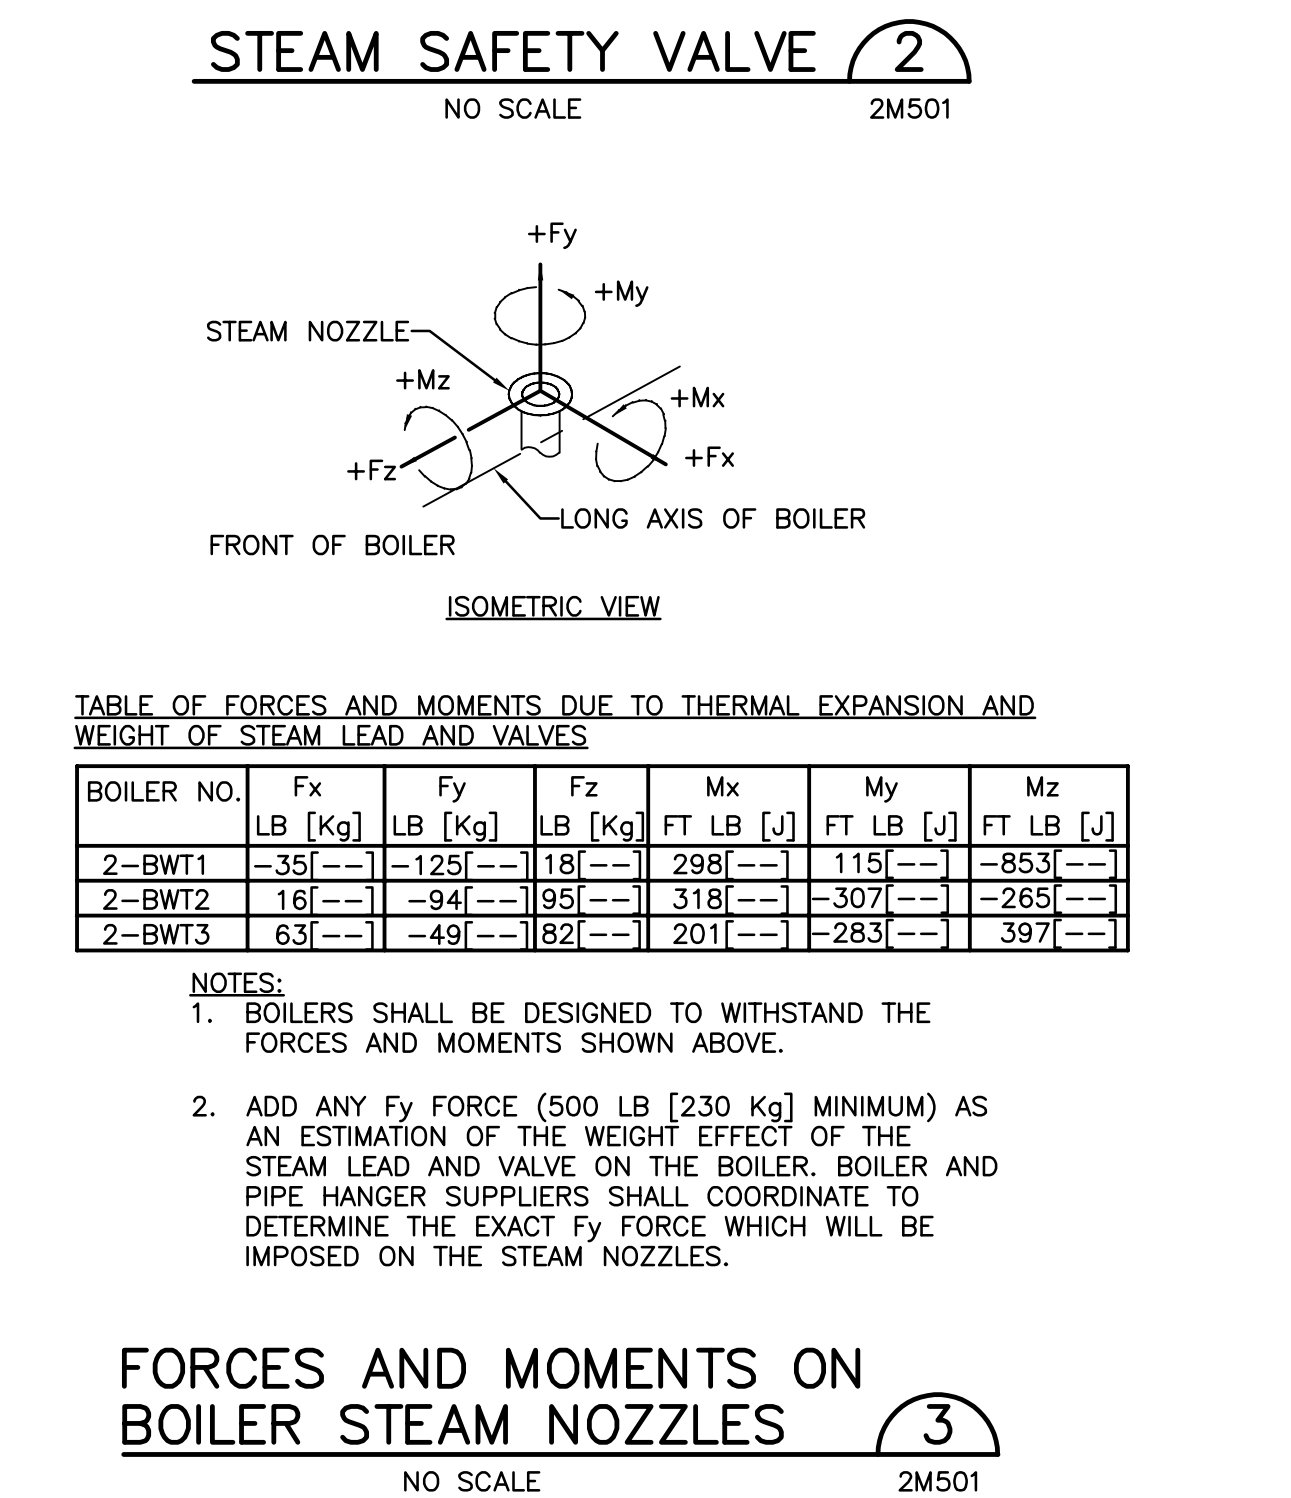 STEAM SAFETY VALVE 2
NO SCALE 2M501
+Fy
+My
STEAM NOZZLE
+Mz
+Mx
+Fx
+Fz
LONG AXIS OF BOILER
FRONT OF BOILER
ISOMETRIC VIEW
TABLE OF FORCES AND MOMENTS DUE TO THERMAL EXPANSION AND
WEIGHT OF STEAM LEAD AND VALVES
BOILER NO. Fx Fy Fz Mx My Mz
LB [Kg] LB [Kg] LB [Kg] FT LB [J] FT LB [J] FT LB [J]
2-BWT1 -35[--] -125[--] 18[--] 298[--] 115[--] -853[--]
2-BWT2 16[--] -94[--] 95[--] 318[--] -307[--] -265[--]
2-BWT3 63[--] -49[--] 82[--] 201[--] -283[--] 397[--]
NOTES:
1. BOILERS SHALL BE DESIGNED TO WITHSTAND THE
FORCES AND MOMENTS SHOWN ABOVE.
2. ADD ANY Fy FORCE (500 LB [230 Kg] MINIMUM) AS
AN ESTIMATION OF THE WEIGHT EFFECT OF THE
STEAM LEAD AND VALVE ON THE BOILER. BOILER AND
PIPE HANGER SUPPLIERS SHALL COORDINATE TO
DETERMINE THE EXACT Fy FORCE WHICH WILL BE
IMPOSED ON THE STEAM NOZZLES.
FORCES AND MOMENTS ON
BOILER STEAM NOZZLES 3
NO SCALE 2M501